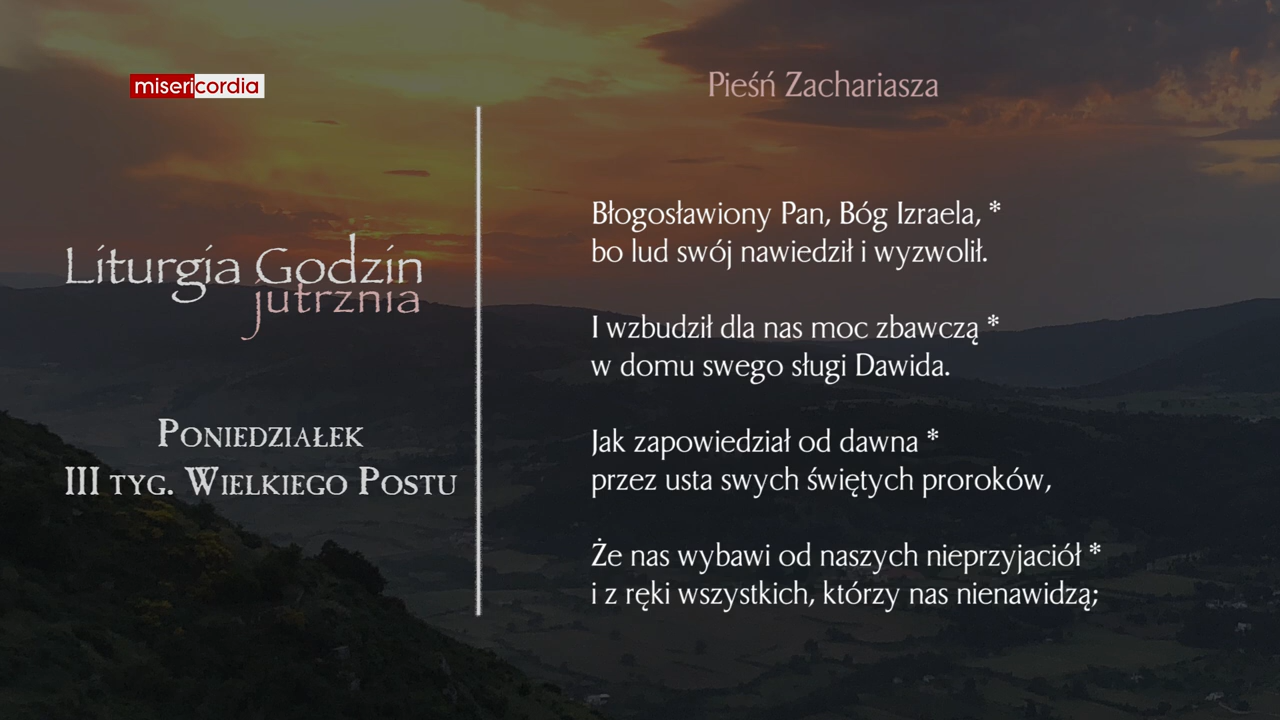 misericordia
Liturgia Godzin
jutrznia
Poniedziałek
III tyg. Wielkiego Postu
Pieśń Zachariasza
Błogosławiony Pan, Bóg Izraela, *
bo lud swój nawiedził i wyzwolił.
I wzbudził dla nas moc zbawczą *
w domu swego sługi Dawida.
Jak zapowiedział od dawna *
przez usta swych świętych proroków,
Że nas wybawi od naszych nieprzyjaciół *
i z ręki wszystkich, którzy nas nienawidzą;